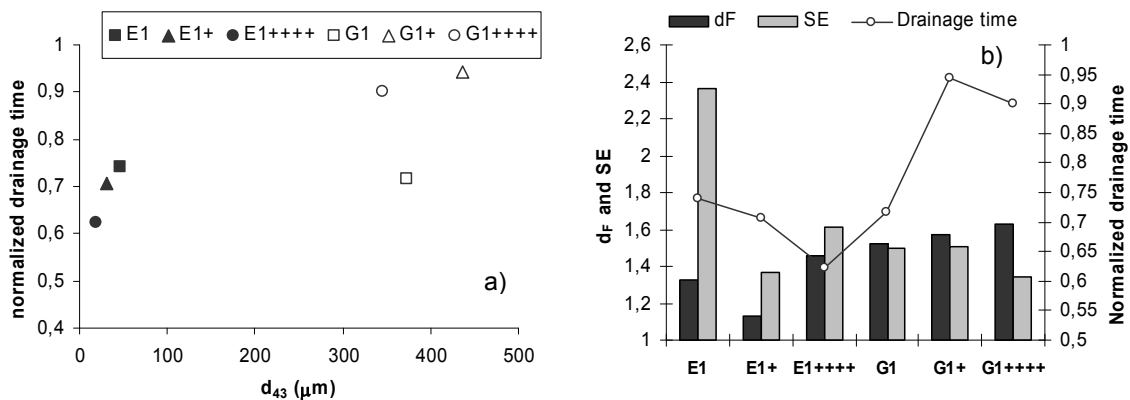 E1 E1+ E1++++ G1 G1+ G1++++
normalized drainage time
1
0,9
0,8
0,7
0,6
0,5
0,4
0 100 200 300 400 500
d43 (μm)
a)
dF SE Drainage time
b)
dF and SE
2,6
2,4
2,2
2
1,8
1,6
1,4
1,2
1
Normalized drainage time
1
0,95
0,9
0,85
0,8
0,75
0,7
0,65
0,6
0,55
0,5
E1 E1+ E1++++ G1 G1+ G1++++